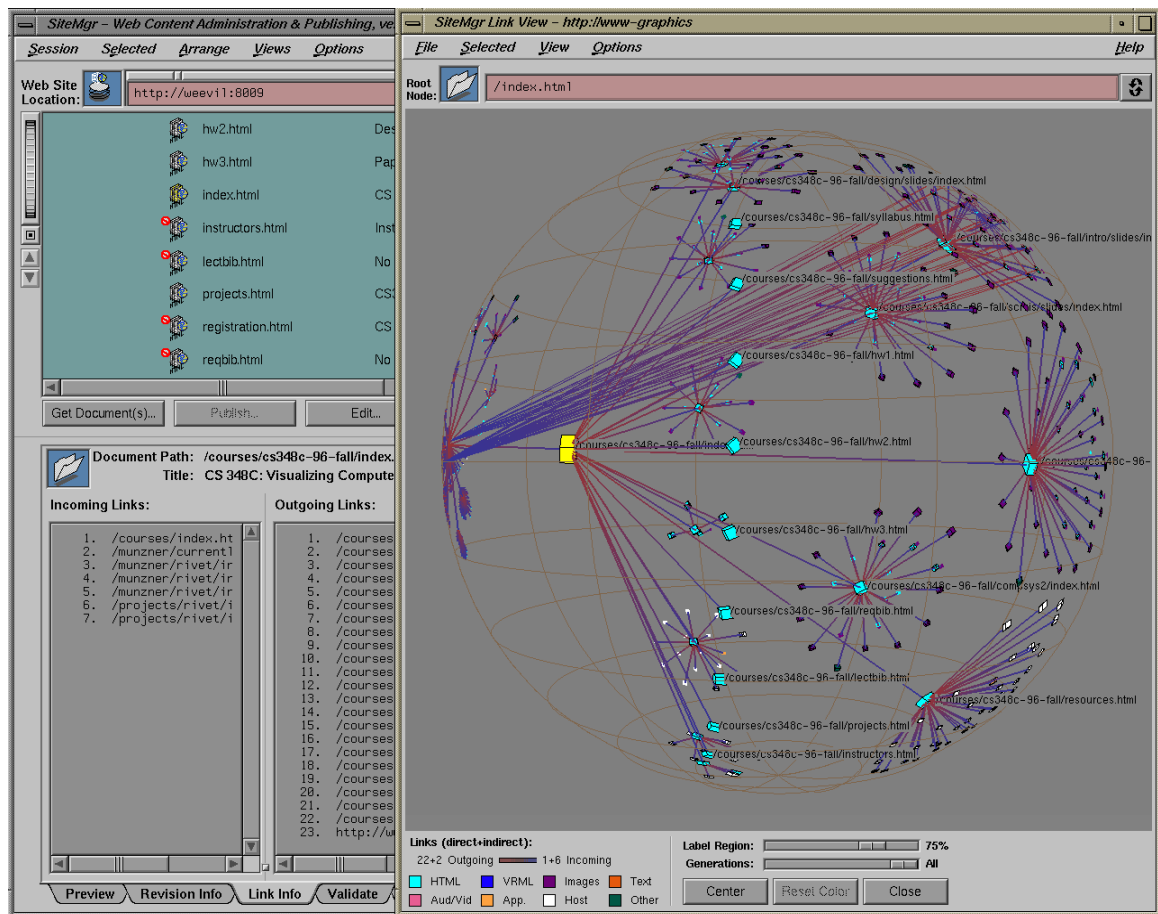 SiteMgr - Web Content Administration & Publishing, ve
Session Selected Arrange Views Options
Web Site
Location:
http://weevil:8009
hw2.html Des
hw3.html Pap
index.html CS
instructors.html Inst
lectbib.html No
projects.html CS3
registration.html CS
reqbib.html No
Get Document(s)... Publish... Edit...
Document Path: /courses/cs348c-96-fall/index.
Title: CS 348C: Visualizing Compute
Incoming Links:
1. /courses/index.ht
2. /munzner/currentl
3. /munzner/rivet/ir
4. /munzner/rivet/ir
5. /munzner/rivet/ir
6. /projects/rivet/i
7. /projects/rivet/i
Outgoing Links:
1. /courses
2. /courses
3. /courses
4. /courses
5. /courses
6. /courses
7. /courses
8. /courses
9. /courses
10. /courses
11. /courses
12. /courses
13. /courses
14. /courses
15. /courses
16. /courses
17. /courses
18. /courses
19. /courses
20. /courses
21. /courses
22. /courses
23. http://w
Preview Revision Info Link Info Validate
SiteMgr Link View - http://www-graphics
File Selected View Options Help
Root
Node:
/index.html
/courses/cs348c-96-fall/design/slides/index.html
/courses/cs348c-96-fall/syllabus.html
/courses/cs348c-96-fall/intro/slides/in
/courses/cs348c-96-fall/suggestions.html
/courses/cs348c-96-fall/hw1.html
/courses/cs348c-96-fall/hw2.html
/courses/cs348c-96-fall/inde
/courses/cs348c-96-
/courses/cs348c-96-fall/hw3.html
/courses/cs348c-96-fall/compsys2/index.html
/courses/cs348c-96-fall/reqbib.html
/courses/cs348c-96-fall/lectbib.html
/courses/cs348c-96-fall/resources.html
/courses/cs348c-96-fall/projects.html
/courses/cs348c-96-fall/instructors.html
Links (direct+indirect):
22+2 Outgoing 1+6 Incoming
HTML VRML Images Text
Aud/Vid App. Host Other
Label Region: 75%
Generations: All
Center Reset Color Close